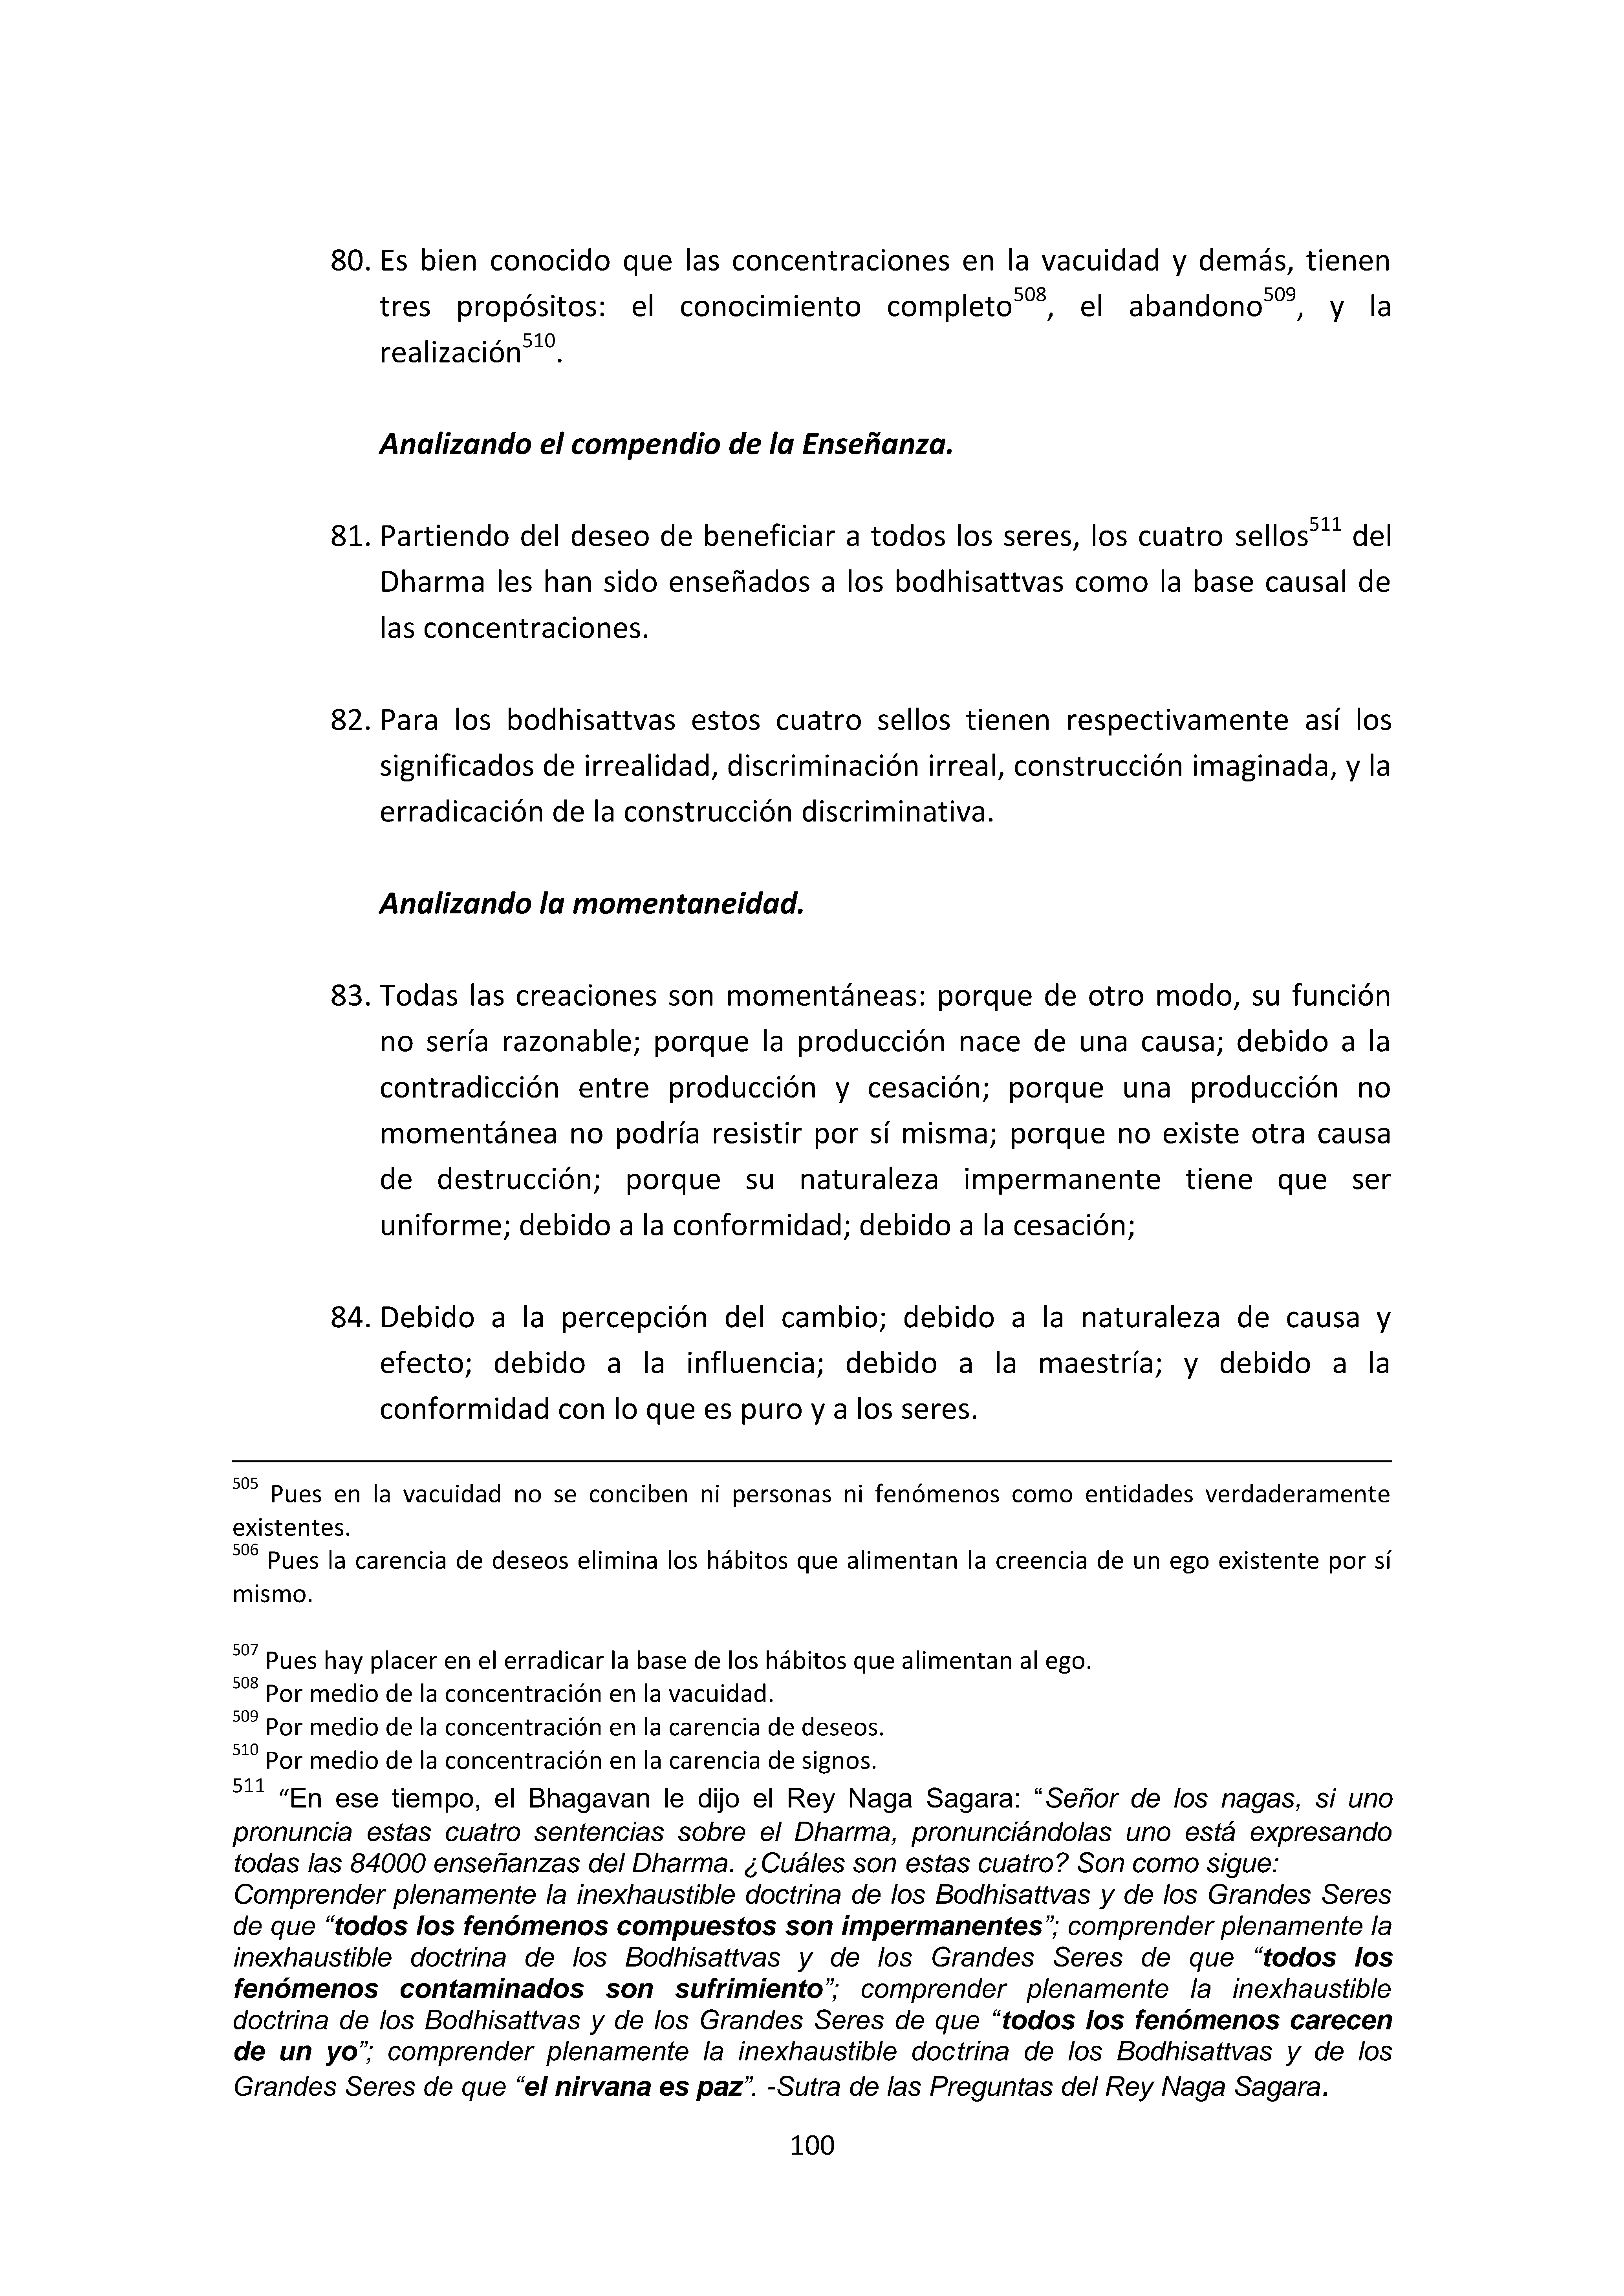 80. Es bien conocido que las concentraciones en la vacuidad y demás, tienen
tres propósitos: el conocimiento completo508, el abandono509, y la
realización510.
Analizando el compendio de la Enseñanza.
81. Partiendo del deseo de beneficiar a todos los seres, los cuatro sellos511 del
Dharma les han sido enseñados a los bodhisattvas como la base causal de
las concentraciones.
82. Para los bodhisattvas estos cuatro sellos tienen respectivamente así los
significados de irrealidad, discriminación irreal, construcción imaginada, y la
erradicación de la construcción discriminativa.
Analizando la momentaneidad.
83. Todas las creaciones son momentáneas: porque de otro modo, su función
no sería razonable; porque la producción nace de una causa; debido a la
contradicción entre producción y cesación; porque una producción no
momentánea no podría resistir por sí misma; porque no existe otra causa
de destrucción; porque su naturaleza impermanente tiene que ser
uniforme; debido a la conformidad; debido a la cesación;
84. Debido a la percepción del cambio; debido a la naturaleza de causa y
efecto; debido a la influencia; debido a la maestría; y debido a la
conformidad con lo que es puro y a los seres.
505 Pues en la vacuidad no se conciben ni personas ni fenómenos como entidades verdaderamente
existentes.
506 Pues la carencia de deseos elimina los hábitos que alimentan la creencia de un ego existente por sí
mismo.
507 Pues hay placer en el erradicar la base de los hábitos que alimentan al ego.
508 Por medio de la concentración en la vacuidad.
509 Por medio de la concentración en la carencia de deseos.
510 Por medio de la concentración en la carencia de signos.
511 “En ese tiempo, el Bhagavan le dijo el Rey Naga Sagara: “Señor de los nagas, si uno
pronuncia estas cuatro sentencias sobre el Dharma, pronunciándolas uno está expresando
todas las 84000 enseñanzas del Dharma. ¿Cuáles son estas cuatro? Son como sigue:
Comprender plenamente la inexhaustible doctrina de los Bodhisattvas y de los Grandes Seres
de que “todos los fenómenos compuestos son impermanentes”; comprender plenamente la
inexhaustible doctrina de los Bodhisattvas y de los Grandes Seres de que “todos los
fenómenos contaminados son sufrimiento”; comprender plenamente la inexhaustible
doctrina de los Bodhisattvas y de los Grandes Seres de que “todos los fenómenos carecen
de un yo”; comprender plenamente la inexhaustible doctrina de los Bodhisattvas y de los
Grandes Seres de que “el nirvana es paz”. -Sutra de las Preguntas del Rey Naga Sagara.
100